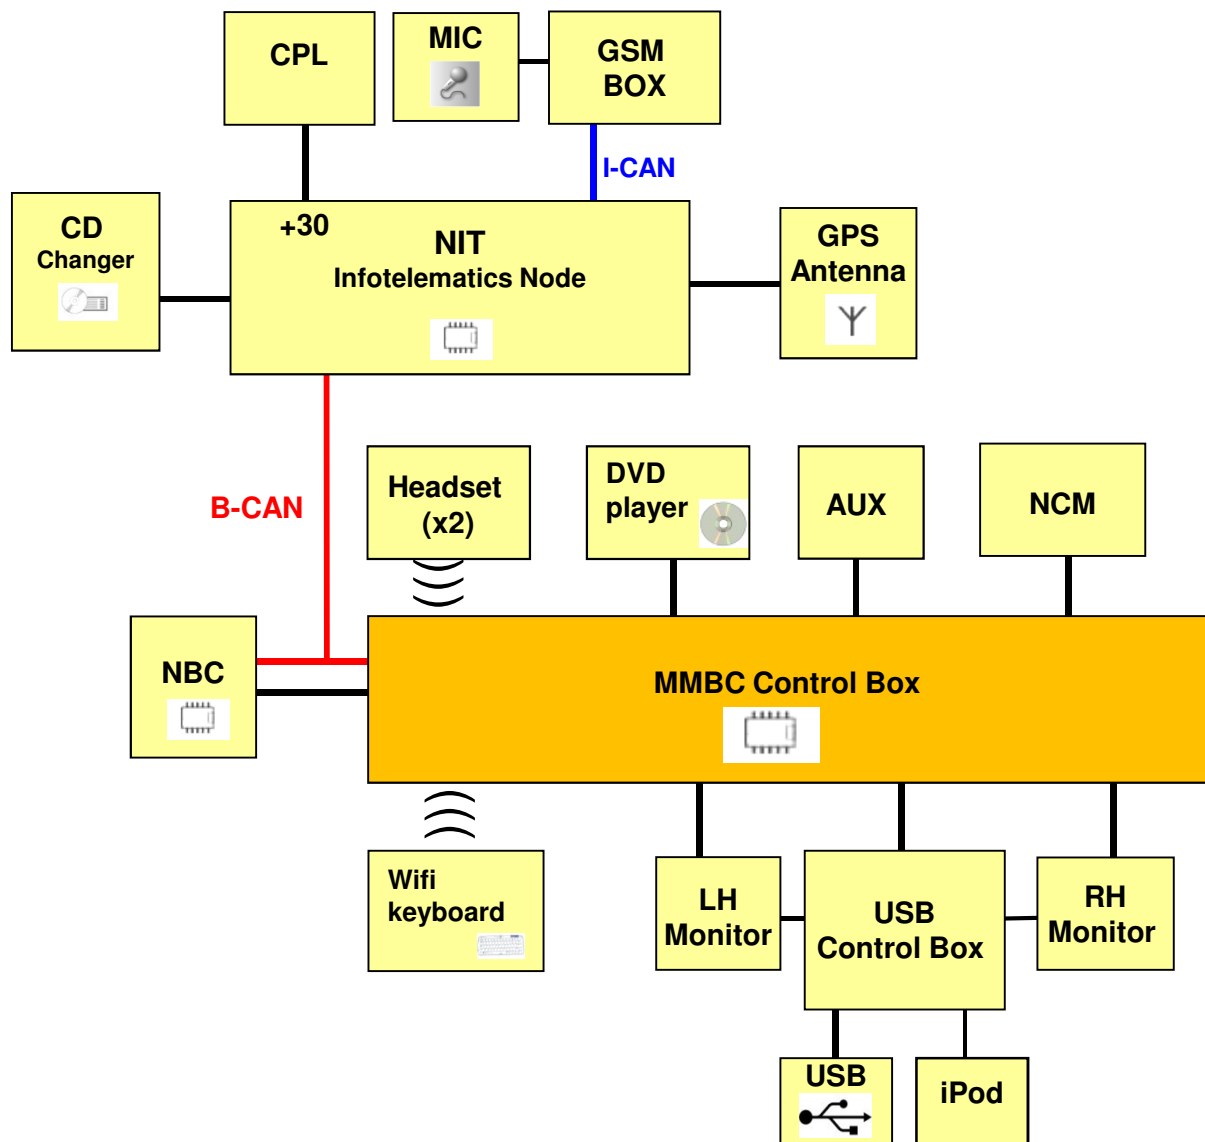 CPL
MIC
GSM
BOX
I-CAN
CD
Changer
+30
NIT
Infotelematics Node
GPS
Antenna
B-CAN
Headset
(x2)
DVD
player
AUX
NCM
NBC
MMBC Control Box
Wifi
keyboard
LH
Monitor
USB
Control Box
RH
Monitor
USB
iPod